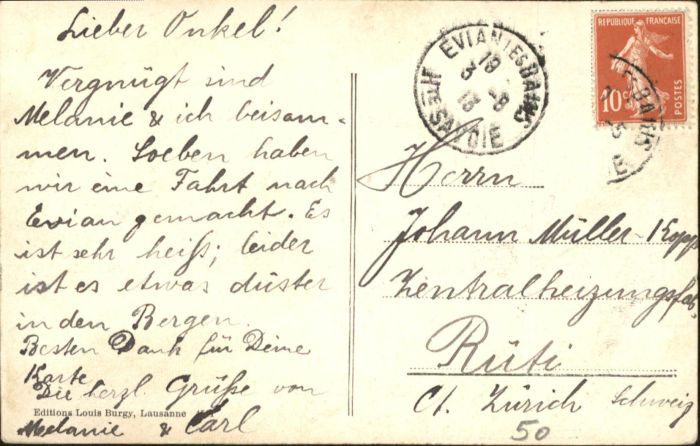 Lieber Onkel!
Vergnügt sind
Melanie & ich beisam-
men. Soeben haben
wir eine Fahrt nach
Evian gemacht. Es
ist sehr heiß; leider
ist es etwas düster
in den Bergen.
Besten Dank für Deine
Karte
Die herzl. Grüße von
Editions Louis Burgy, Lausanne
Melanie & Carl
EVIAN LES BAINS
HTE SAVOIE
REPUBLIQUE FRANÇAISE
10c
POSTES
Herrn
Johann Müller-Kopp
Zentralheizungsfab.
Rüti
Ct. Zürich Schweiz
50